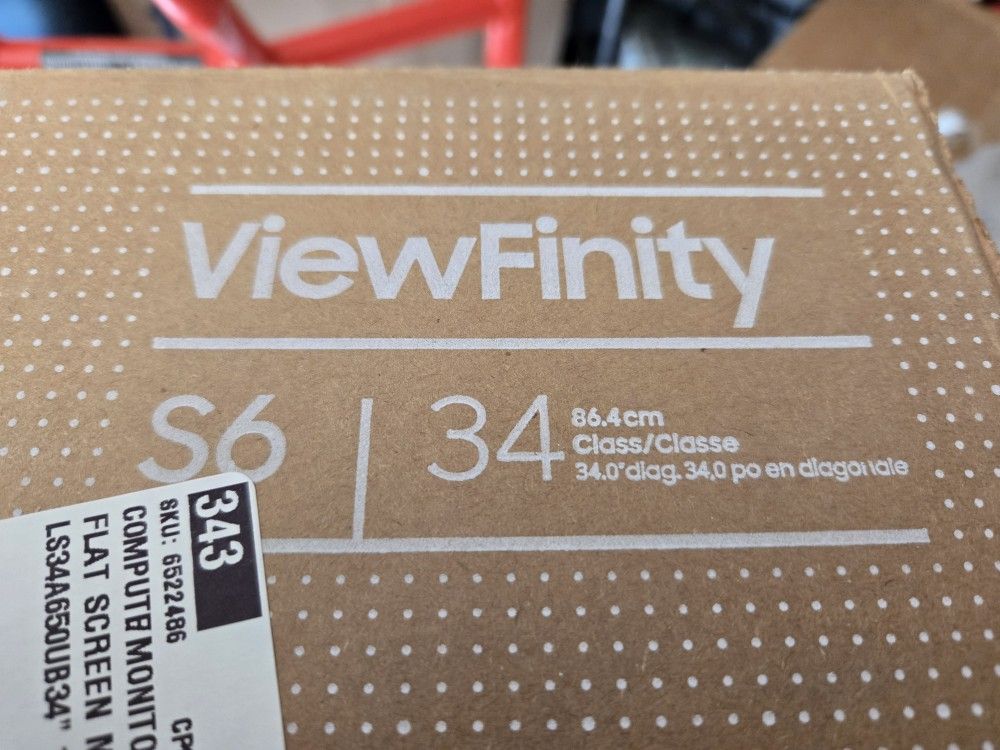 ViewFinity
S6
34
86.4cm
Class/Classe
34.0"diag. 34,0 po en diagonale
343
SKU: 6522486
COMPUTR MONITO
FLAT SCREEN
LS34A650UB34"
CP